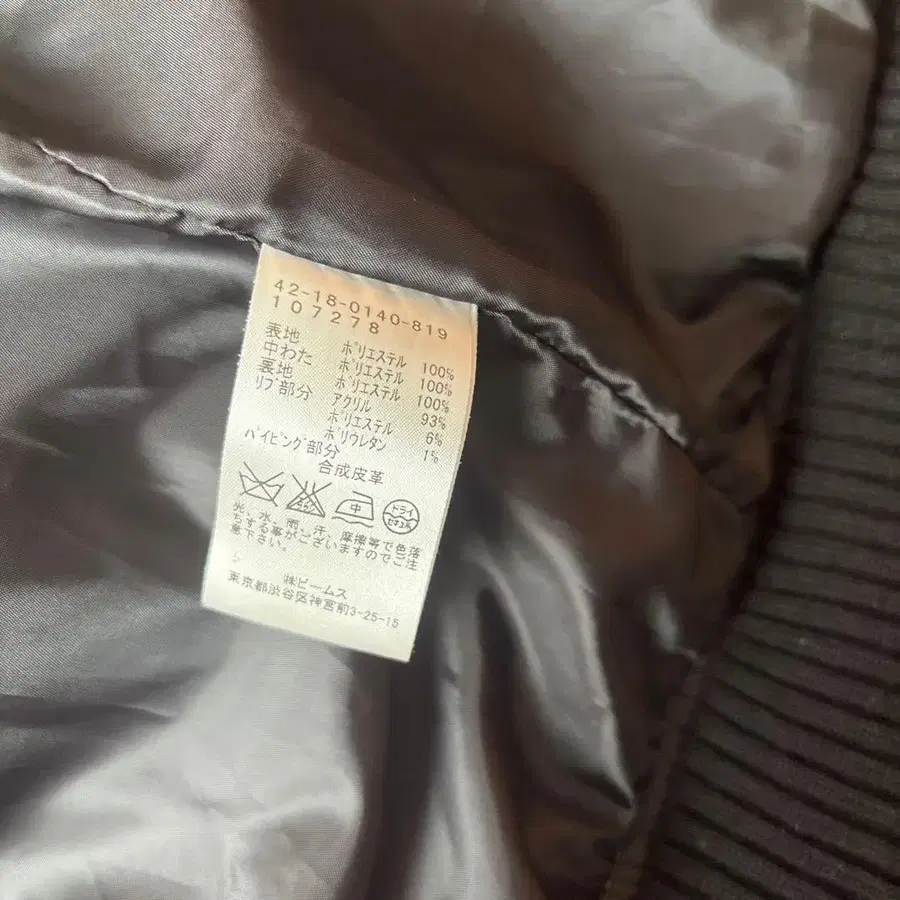 42-18-0140-819
107278
表地 ポリエステル 100%
中わた ポリエステル 100%
裏地 ポリエステル 100%
リブ部分 アクリル 93%
ポリエステル 6%
ポリウレタン 1%
パイピング部分
合成皮革
中 ドライ
セキユ系
光、水、雨、汗、摩擦等で色落
ちする事がございますのでご注
意下さい。
㈱ビームス
東京都渋谷区神宮前3-25-15